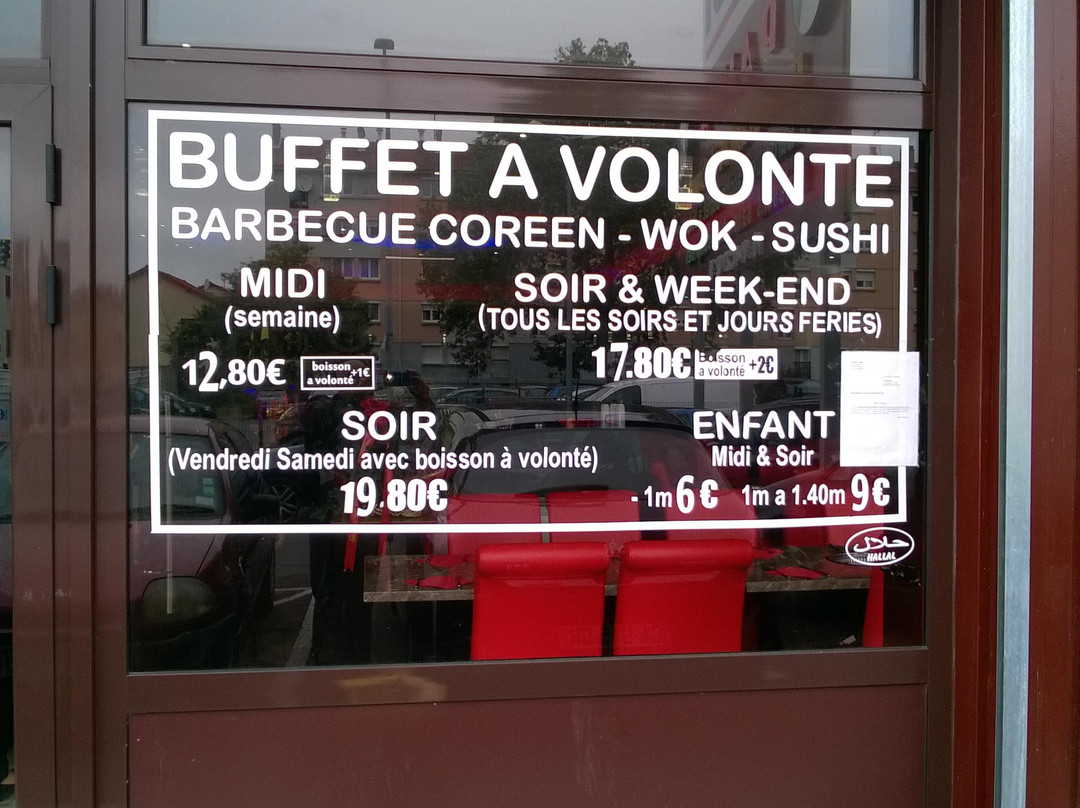 BUFFET A VOLONTE
BARBECUE COREEN - WOK - SUSHI
MIDI
(semaine)
12,80€ boisson a volonté +1€
SOIR & WEEK-END
(TOUS LES SOIRS ET JOURS FERIES)
17.80€ Boisson a volonté +2€
SOIR
(Vendredi Samedi avec boisson à volonté)
19.80€
ENFANT
Midi & Soir
- 1m 6€ 1m a 1.40m 9€
حلال
HALLAL